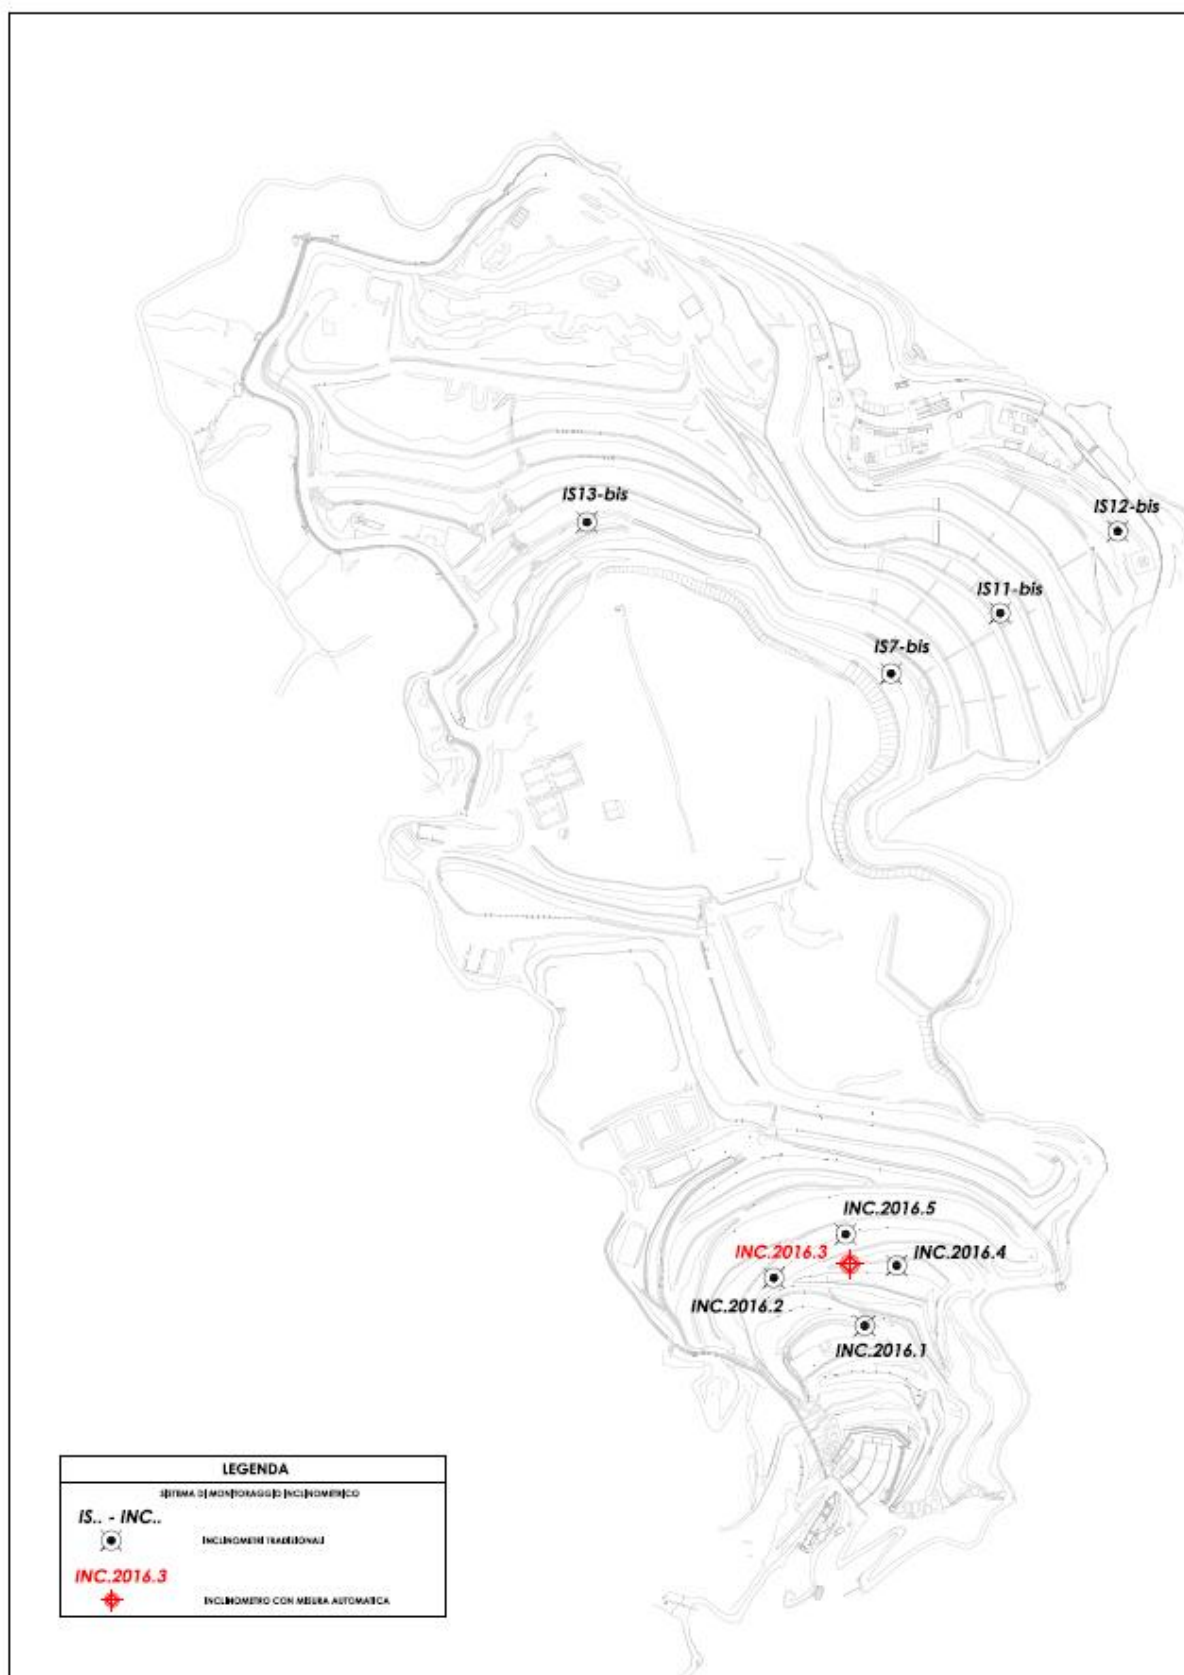 IS13-bis
IS12-bis
IS11-bis
IS7-bis
INC.2016.5
INC.2016.3
INC.2016.4
INC.2016.2
INC.2016.1
LEGENDA
SISTEMA DI MONITORAGGIO INCLINOMETRICO
IS.. - INC..
INCLINOMETRI TRADIZIONALI
INC.2016.3
INCLINOMETRO CON MISURA AUTOMATICA